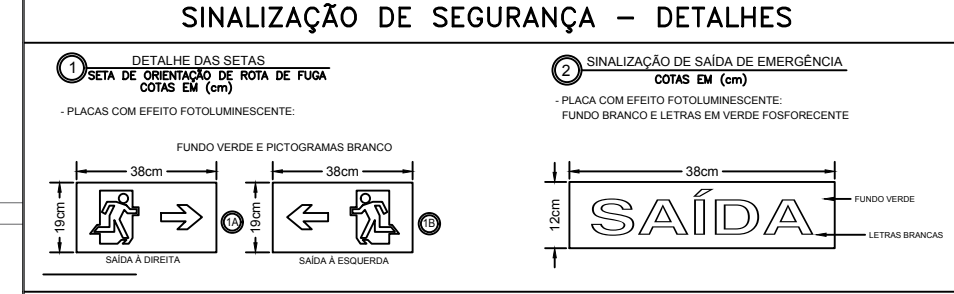 SINALIZAÇÃO DE SEGURANÇA – DETALHES
1
DETALHE DAS SETAS
SETA DE ORIENTAÇÃO DE ROTA DE FUGA
COTAS EM (cm)
- PLACAS COM EFEITO FOTOLUMINESCENTE:
FUNDO VERDE E PICTOGRAMAS BRANCO
38cm
19cm
1A
SAÍDA À DIREITA
38cm
19cm
1B
SAÍDA À ESQUERDA
2
SINALIZAÇÃO DE SAÍDA DE EMERGÊNCIA
COTAS EM (cm)
- PLACA COM EFEITO FOTOLUMINESCENTE:
FUNDO BRANCO E LETRAS EM VERDE FOSFORECENTE
38cm
12cm
SAÍDA
FUNDO VERDE
LETRAS BRANCAS